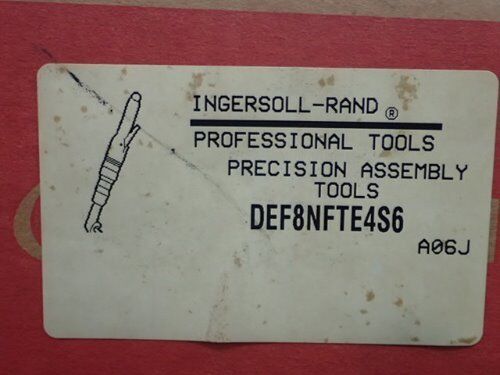 INGERSOLL-RAND ®
PROFESSIONAL TOOLS
PRECISION ASSEMBLY
TOOLS
DEF8NFTE4S6
A06J